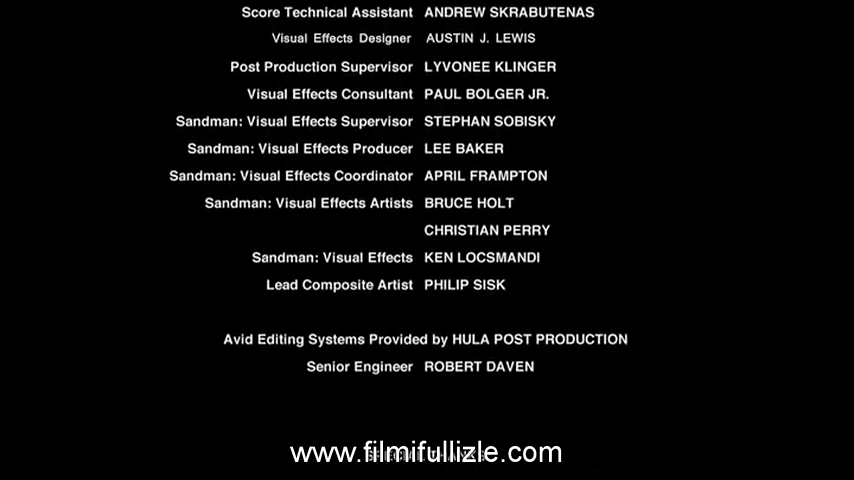 Score Technical Assistant ANDREW SKRABUTENAS
Visual Effects Designer AUSTIN J. LEWIS
Post Production Supervisor LYVONEE KLINGER
Visual Effects Consultant PAUL BOLGER JR.
Sandman: Visual Effects Supervisor STEPHAN SOBISKY
Sandman: Visual Effects Producer LEE BAKER
Sandman: Visual Effects Coordinator APRIL FRAMPTON
Sandman: Visual Effects Artists BRUCE HOLT
CHRISTIAN PERRY
Sandman: Visual Effects KEN LOCSMANDI
Lead Composite Artist PHILIP SISK
Avid Editing Systems Provided by HULA POST PRODUCTION
Senior Engineer ROBERT DAVEN
www.filmifullizle.com